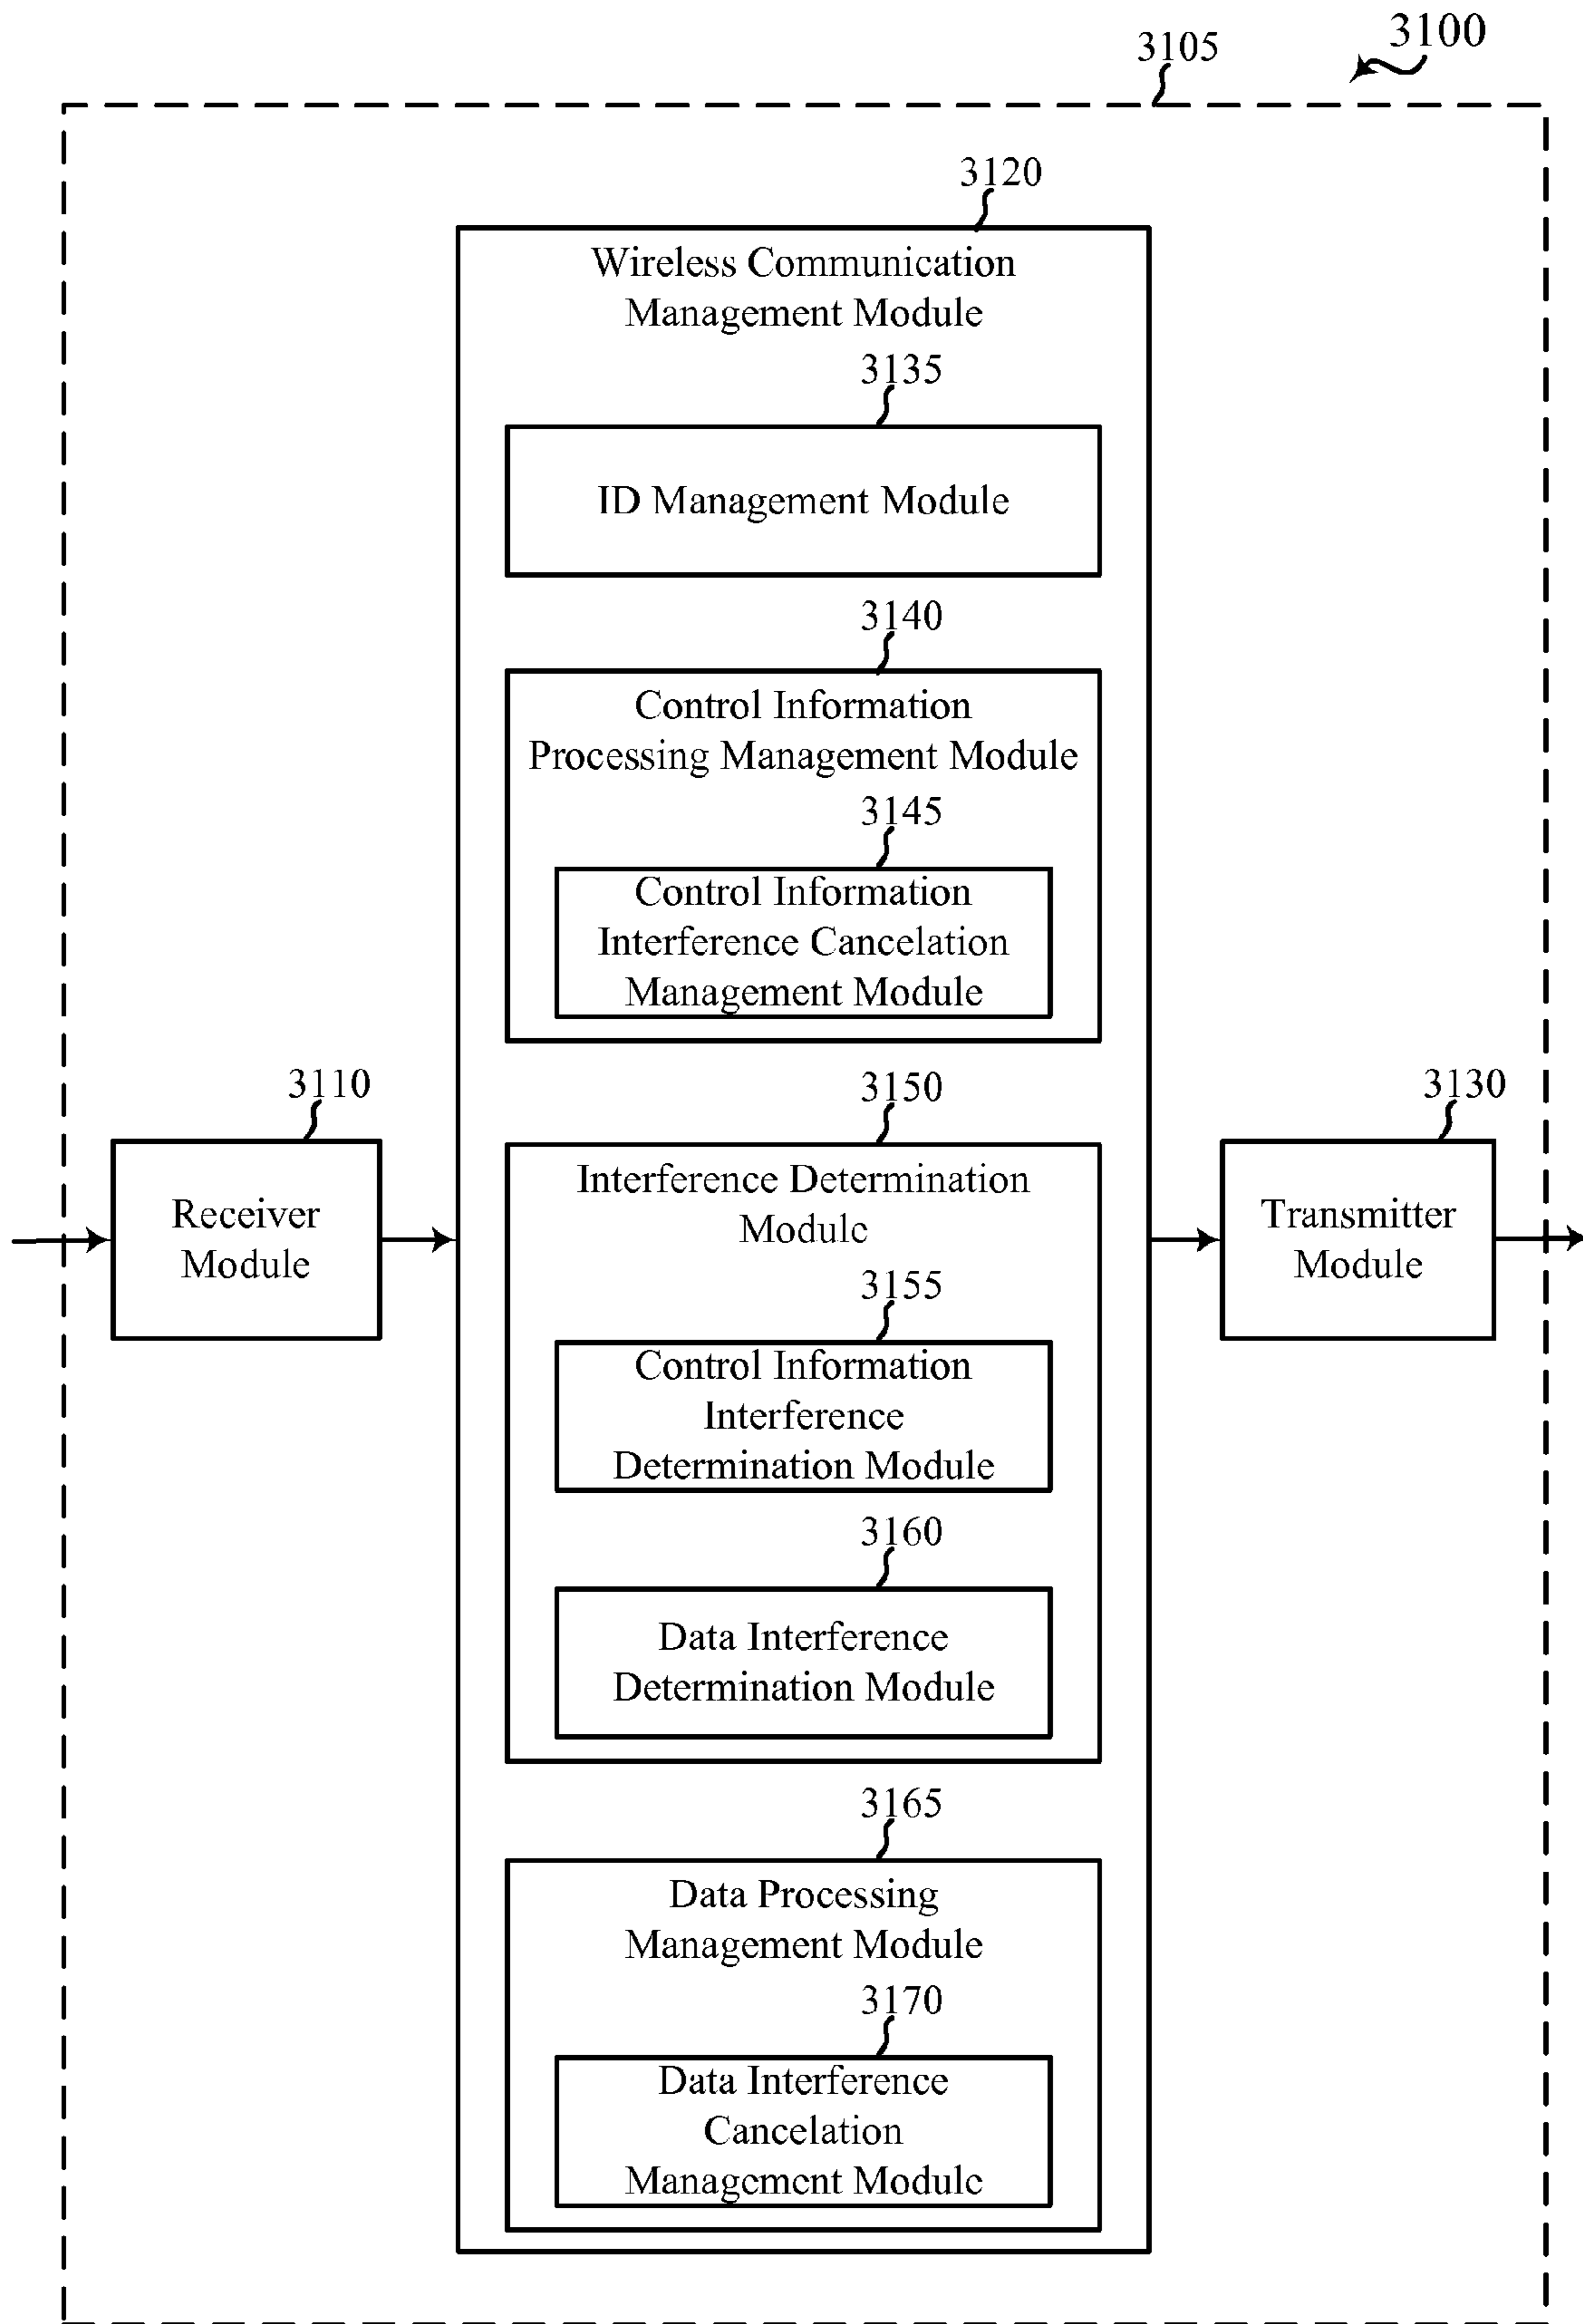 3100
3105
3120
Wireless Communication
Management Module
3135
ID Management Module
3140
Control Information
Processing Management Module
3145
Control Information
Interference Cancelation
Management Module
3110
Receiver
Module
3150
Interference Determination
Module
3155
Control Information
Interference
Determination Module
3160
Data Interference
Determination Module
3130
Transmitter
Module
3165
Data Processing
Management Module
3170
Data Interference
Cancelation
Management Module